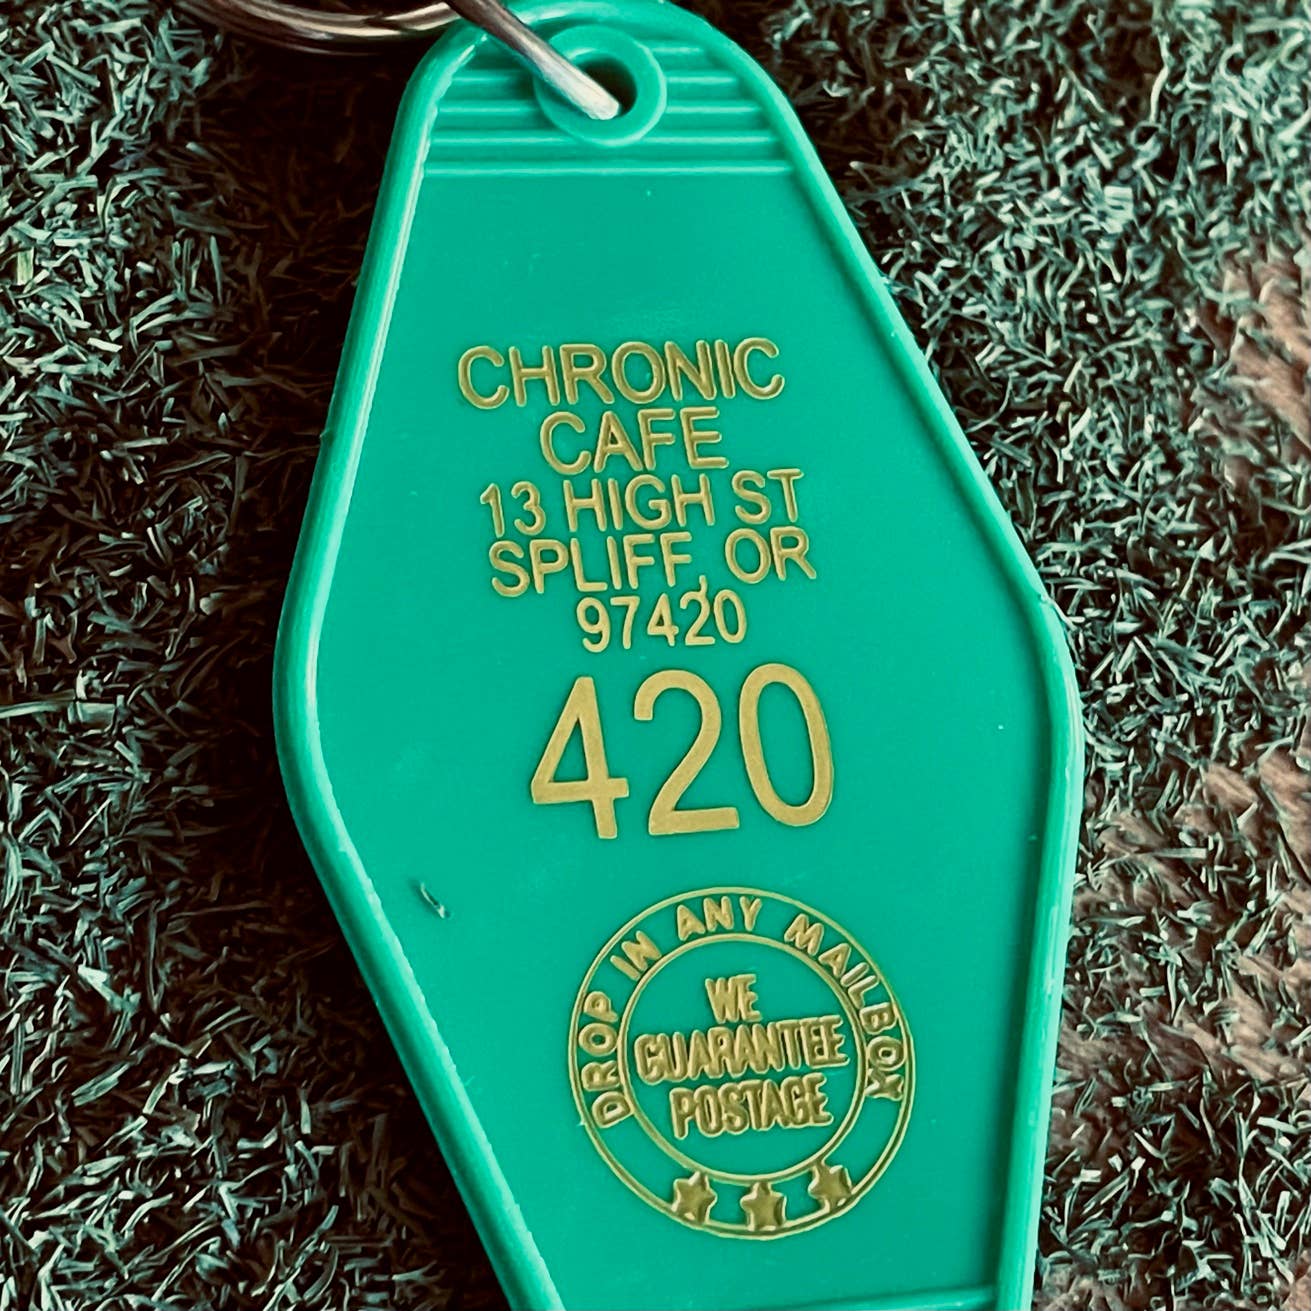 CHRONIC
CAFE
13 HIGH ST
SPLIFF, OR
97420
420
DROP IN ANY MAILBOX
WE
GUARANTEE
POSTAGE